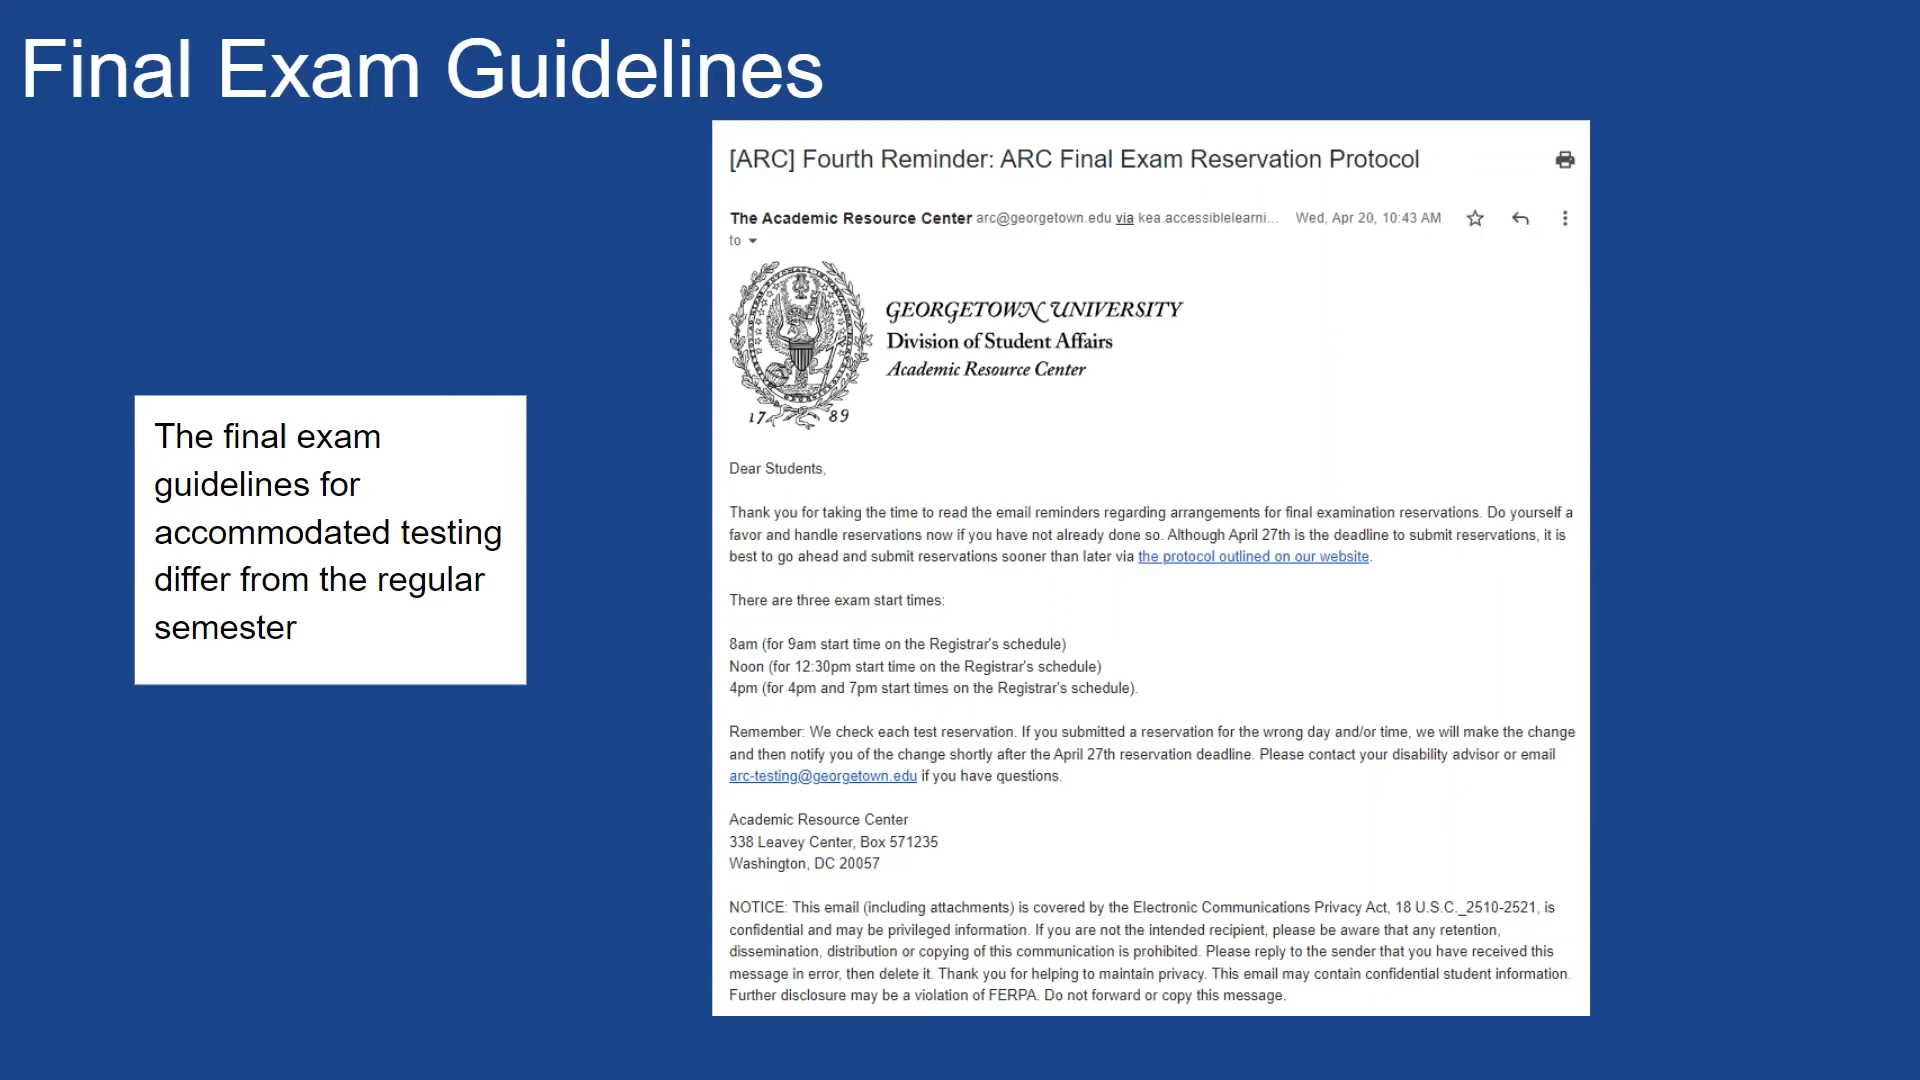 Final Exam Guidelines
The final exam
guidelines for
accommodated testing
differ from the regular
semester
[ARC] Fourth Reminder: ARC Final Exam Reservation Protocol
The Academic Resource Center arc@georgetown.edu via kea.accessiblelearni... Wed, Apr 20, 10:43 AM
to
GEORGETOWN UNIVERSITY
Division of Student Affairs
Academic Resource Center
17 89
Dear Students,
Thank you for taking the time to read the email reminders regarding arrangements for final examination reservations. Do yourself a
favor and handle reservations now if you have not already done so. Although April 27th is the deadline to submit reservations, it is
best to go ahead and submit reservations sooner than later via the protocol outlined on our website.
There are three exam start times:
8am (for 9am start time on the Registrar's schedule)
Noon (for 12:30pm start time on the Registrar's schedule)
4pm (for 4pm and 7pm start times on the Registrar's schedule).
Remember: We check each test reservation. If you submitted a reservation for the wrong day and/or time, we will make the change
and then notify you of the change shortly after the April 27th reservation deadline. Please contact your disability advisor or email
arc-testing@georgetown.edu if you have questions.
Academic Resource Center
338 Leavey Center, Box 571235
Washington, DC 20057
NOTICE: This email (including attachments) is covered by the Electronic Communications Privacy Act, 18 U.S.C._2510-2521, is
confidential and may be privileged information. If you are not the intended recipient, please be aware that any retention,
dissemination, distribution or copying of this communication is prohibited. Please reply to the sender that you have received this
message in error, then delete it. Thank you for helping to maintain privacy. This email may contain confidential student information.
Further disclosure may be a violation of FERPA. Do not forward or copy this message.